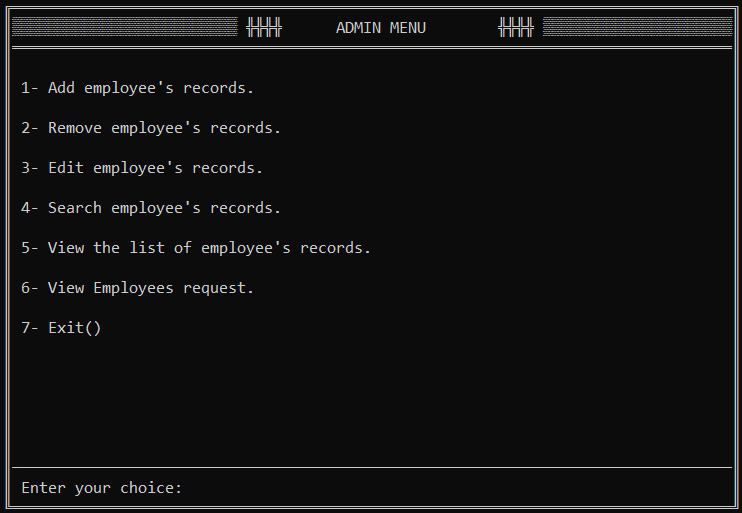 ADMIN MENU
1- Add employee's records.
2- Remove employee's records.
3- Edit employee's records.
4- Search employee's records.
5- View the list of employee's records.
6- View Employees request.
7- Exit()
Enter your choice: